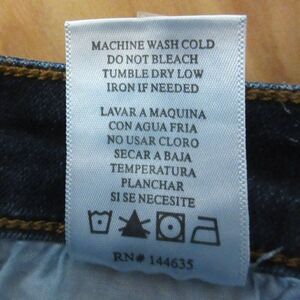 MACHINE WASH COLD
DO NOT BLEACH
TUMBLE DRY LOW
IRON IF NEEDED
LAVAR A MAQUINA
CON AGUA FRIA
NO USAR CLORO
SECAR A BAJA
TEMPERATURA
PLANCHAR
SI SE NECESITE
RN# 144635